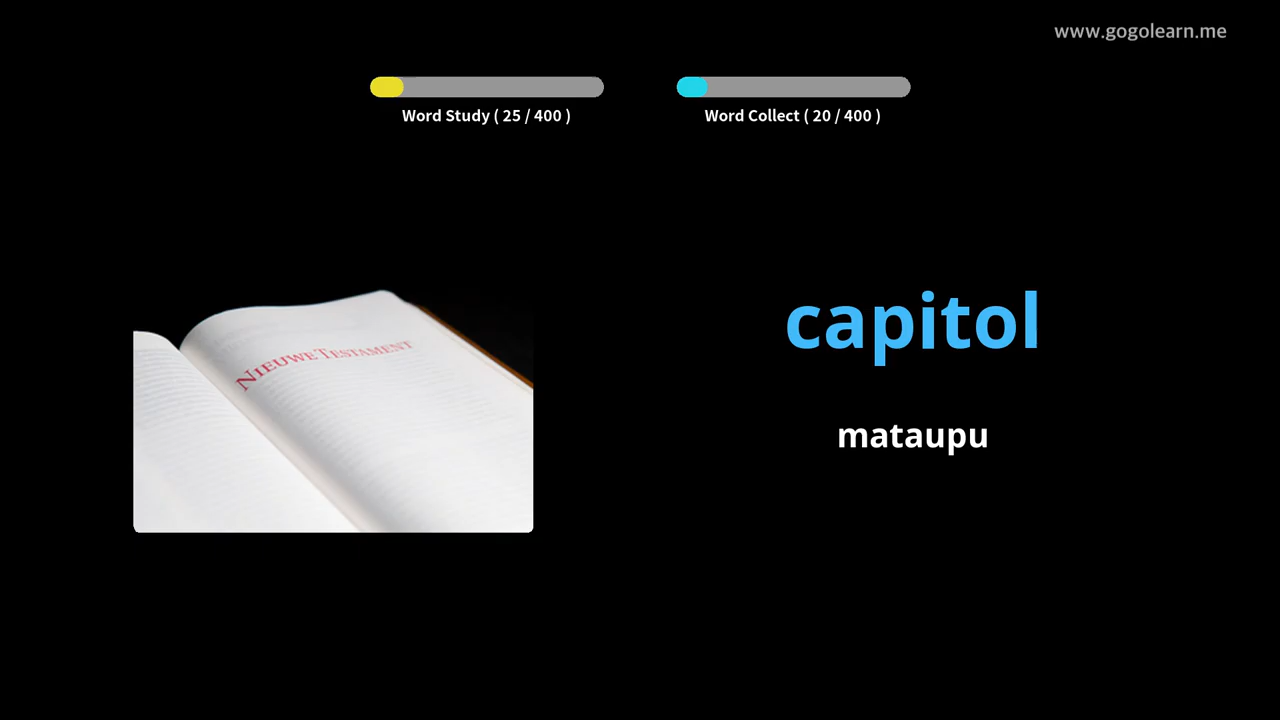 www.gogolearn.me
Word Study ( 25 / 400 )
Word Collect ( 20 / 400 )
NIEUWE TESTAMENT
capitol
mataupu